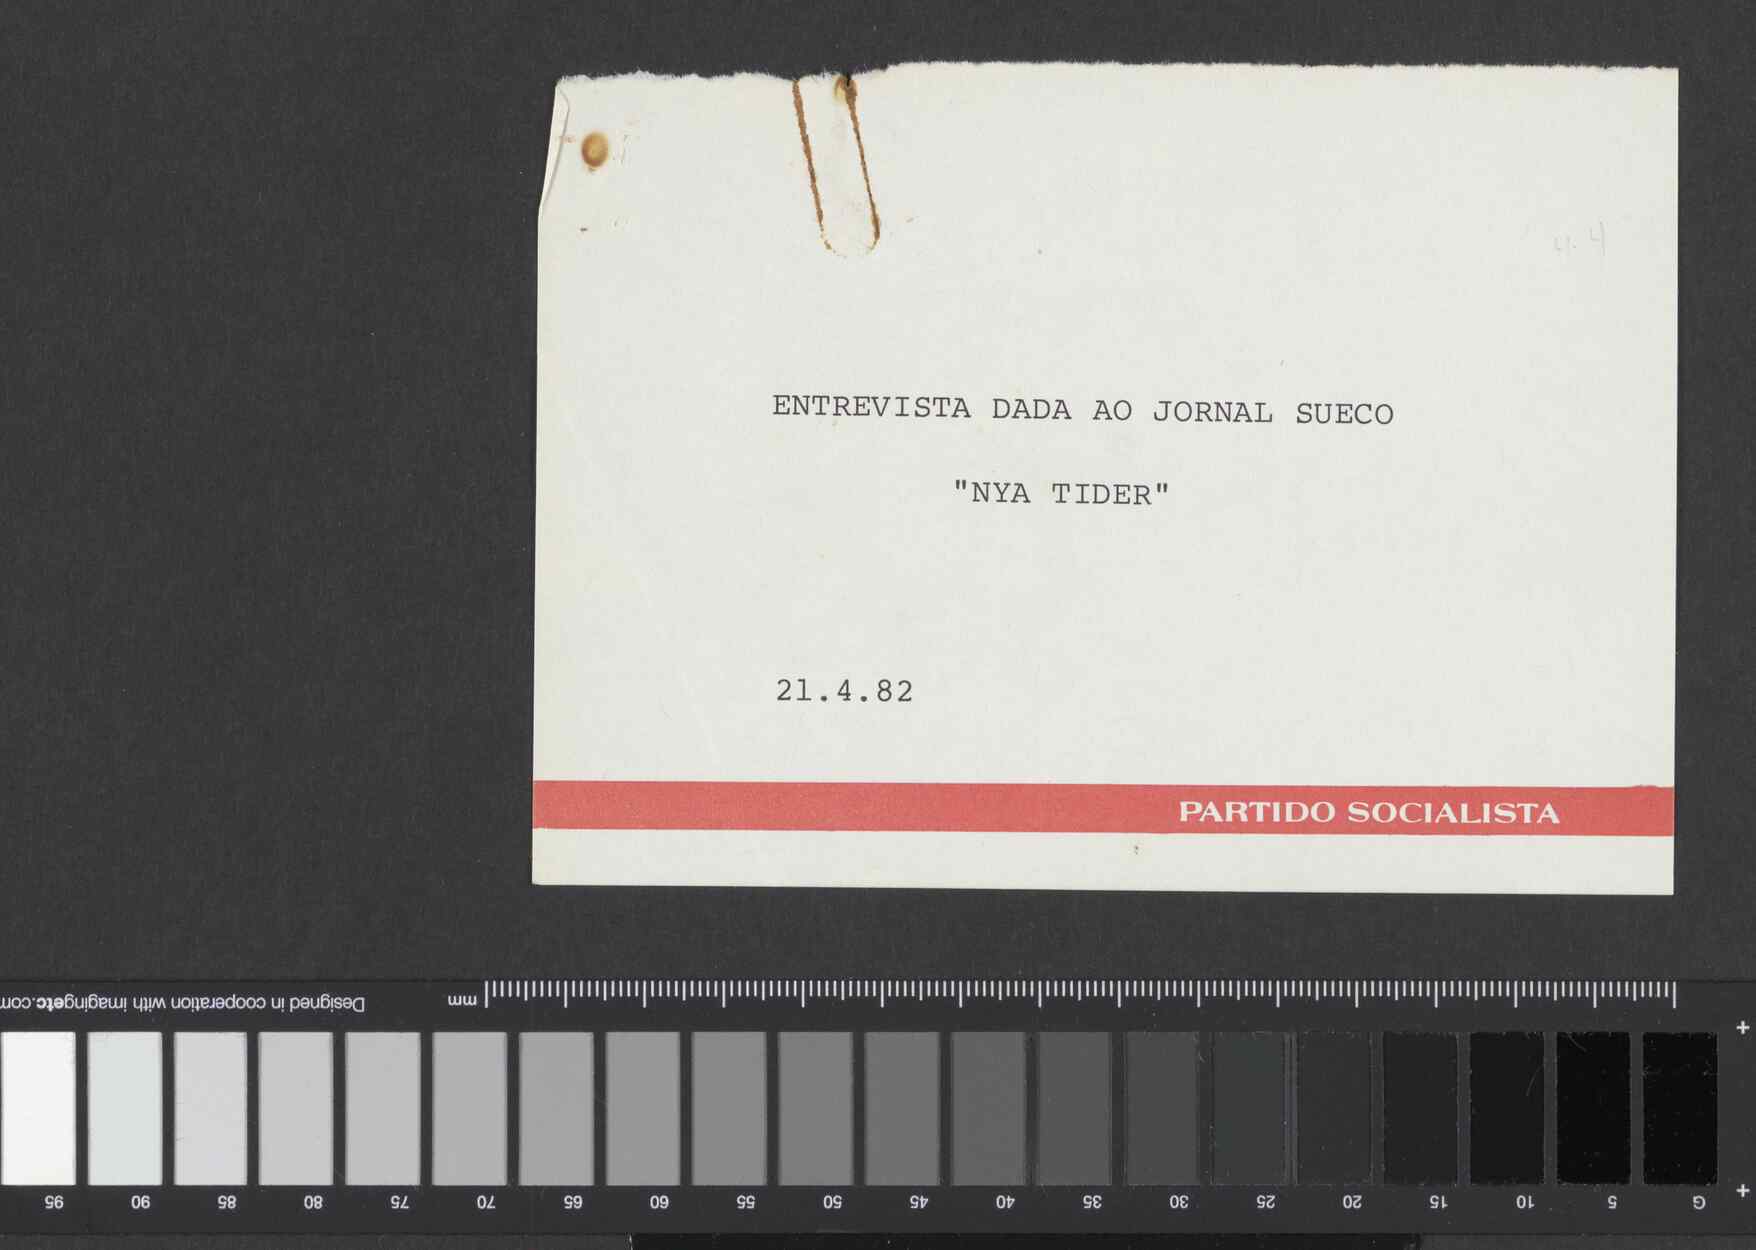 ENTREVISTA DADA AO JORNAL SUECO
"NYA TIDER"
21.4.82
PARTIDO SOCIALISTA
Designed in cooperation with imagingetc.com
mm
95 90 85 80 75 70 65 60 55 50 45 40 35 30 25 20 15 10 5 G